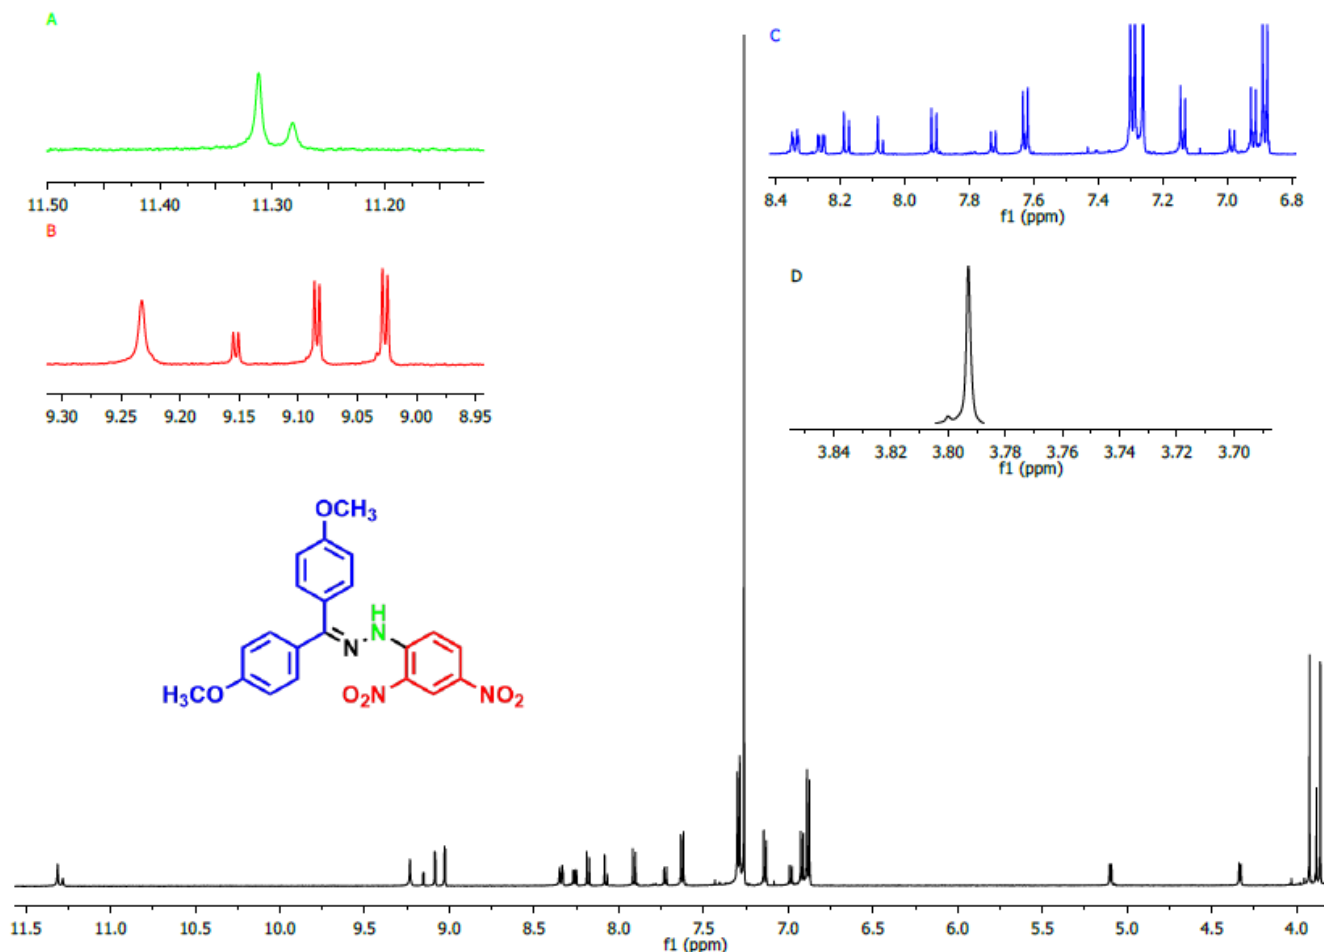 A
11.50 11.40 11.30 11.20
B
9.30 9.25 9.20 9.15 9.10 9.05 9.00 8.95
C
8.4 8.2 8.0 7.8 7.6 7.4 7.2 7.0 6.8
f1 (ppm)
D
3.84 3.82 3.80 3.78 3.76 3.74 3.72 3.70
f1 (ppm)
OCH3
H
N
N
H3CO
O2N
NO2
11.5 11.0 10.5 10.0 9.5 9.0 8.5 8.0 7.5 7.0 6.5 6.0 5.5 5.0 4.5 4.0
f1 (ppm)